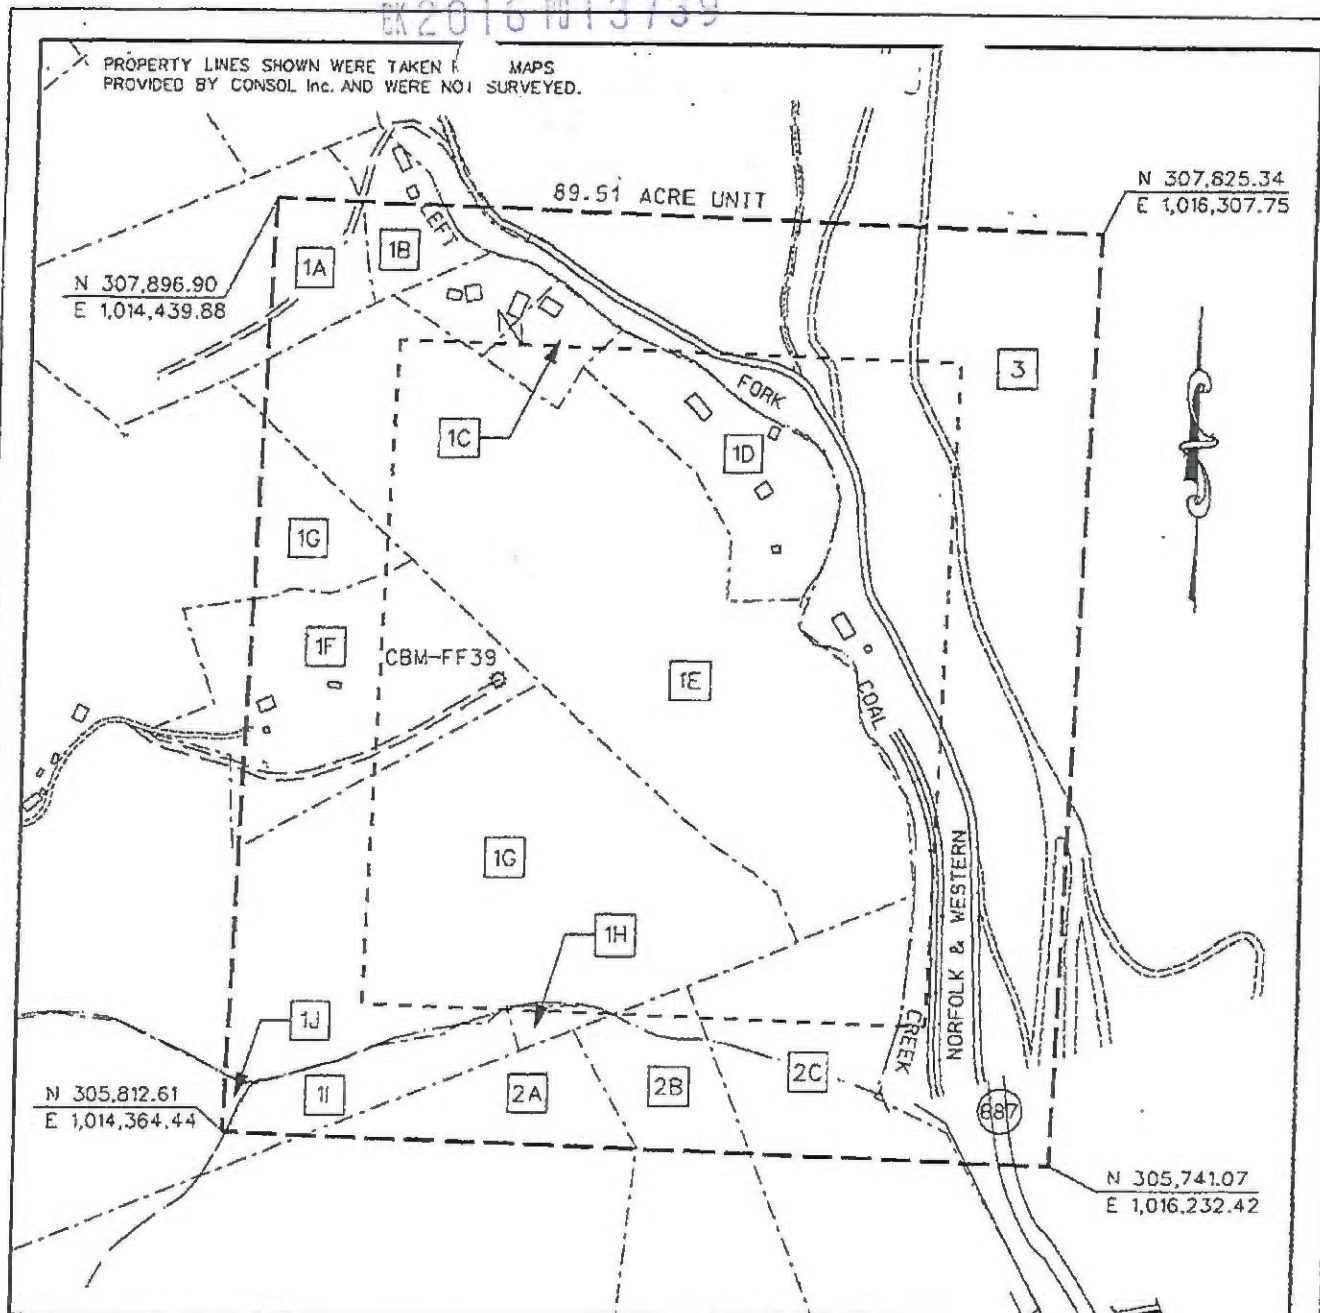 BK2016
PROPERTY LINES SHOWN WERE TAKEN MAPS
PROVIDED BY CONSOL Inc. AND WERE NOT SURVEYED.
89.51 ACRE UNIT
N 307,825.34
E 1,016,307.75
LEFT
1B
1A
N 307,896.90
E 1,014,439.88
3
FORK
1C
1D
1G
1F
CBM-FF39
1E
COAL
1G
NORFOLK & WESTERN
1H
1J
CREEK
N 305,812.61
E 1,014,364.44
1I
2A
2B
2C
887
N 305,741.07
E 1,016,232.42